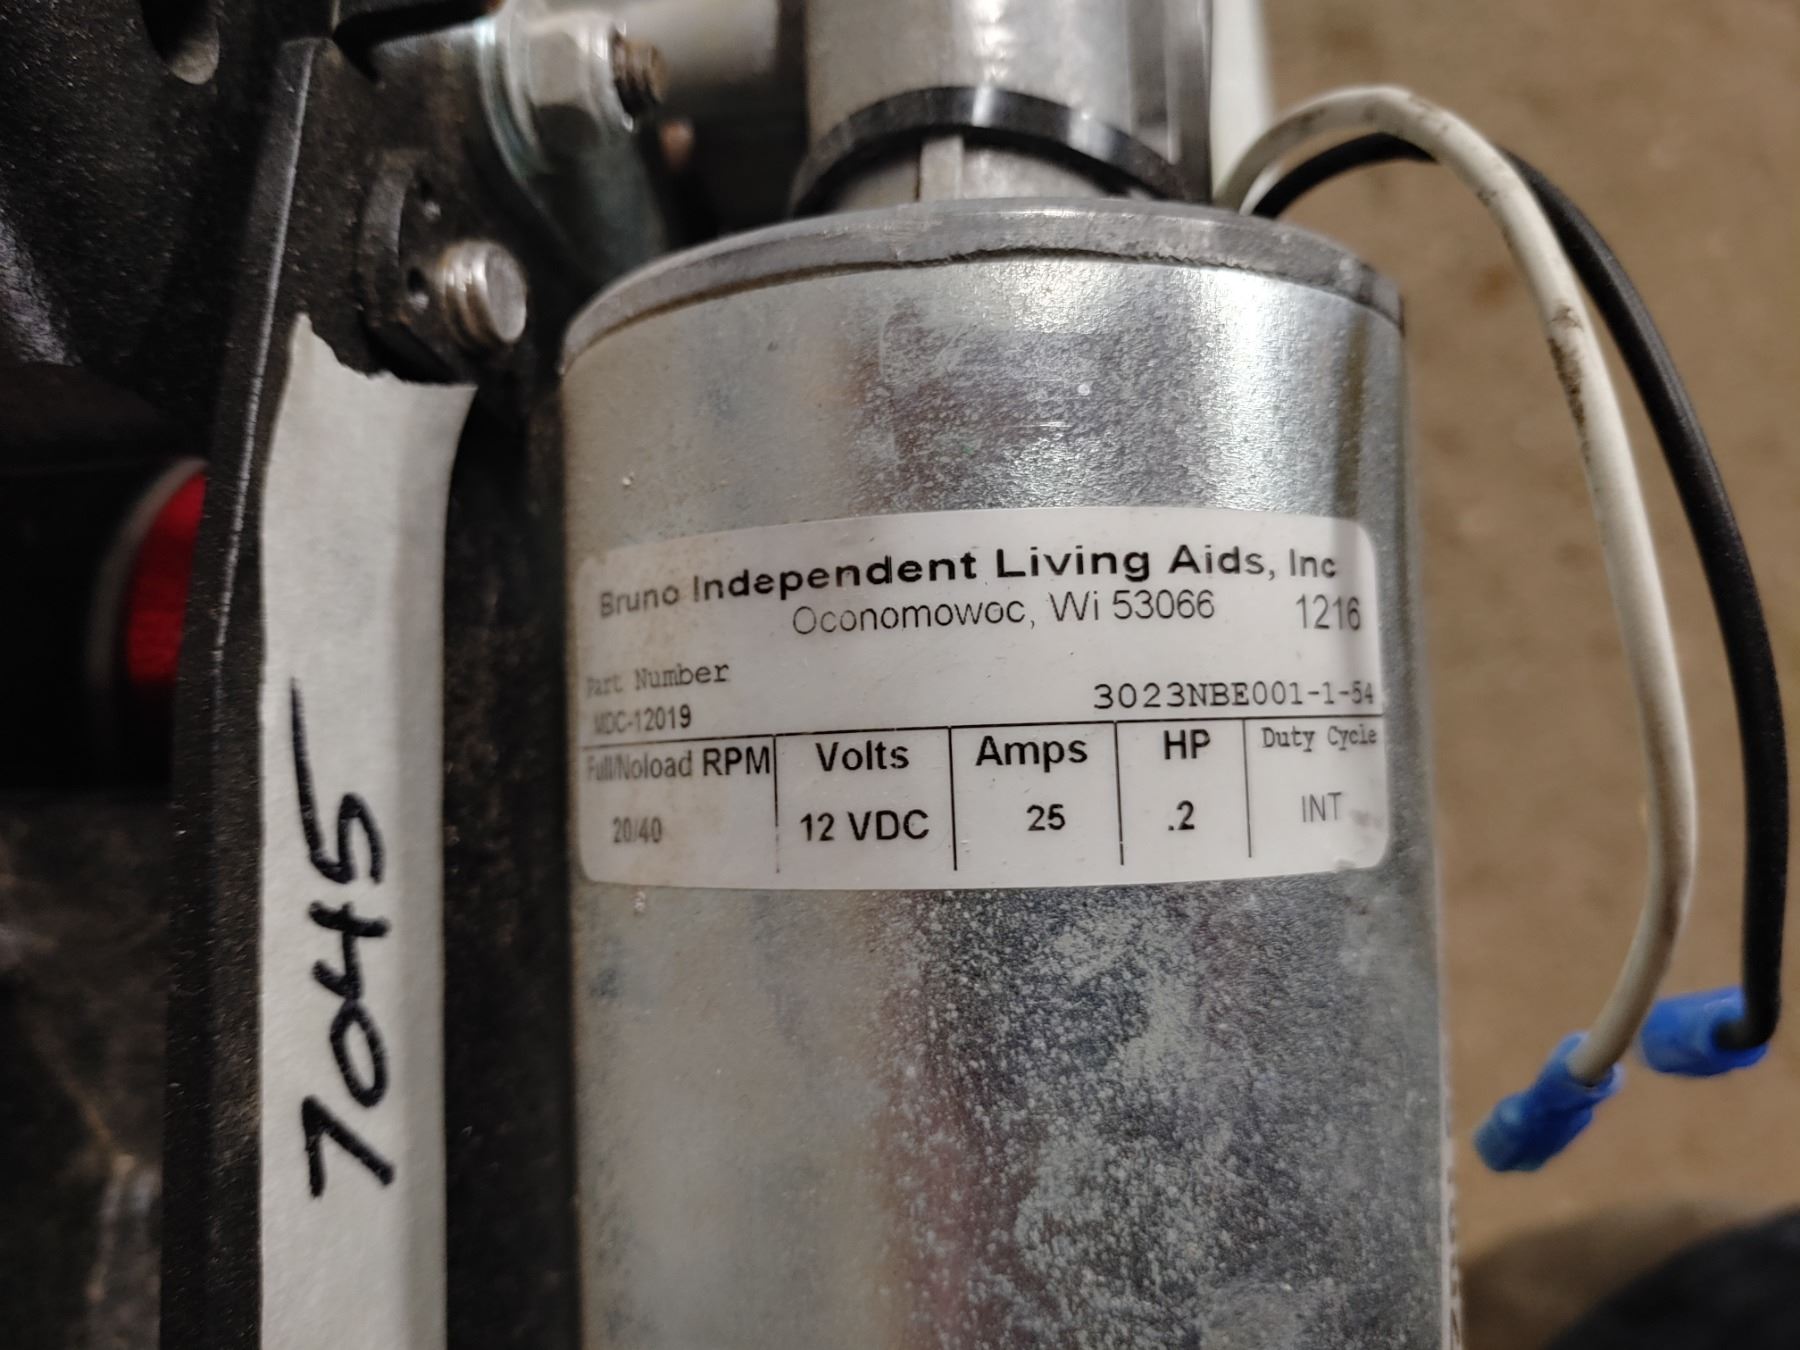 Bruno Independent Living Aids, Inc
Oconomowoc, Wi 53066 1216
Part Number
MDC-12019 3023NBE001-1-54
Full/Noload RPM Volts Amps HP Duty Cycle
20/40 12 VDC 25 .2 INT
7045